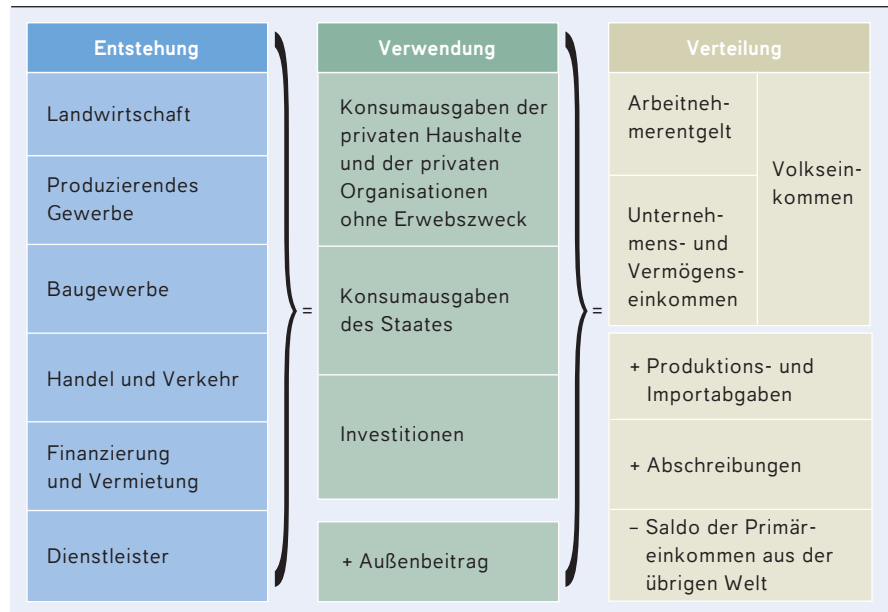 Entstehung
Landwirtschaft
Produzierendes
Gewerbe
Baugewerbe
Handel und Verkehr
Finanzierung
und Vermietung
Dienstleister
=
Verwendung
Konsumausgaben der
privaten Haushalte
und der privaten
Organisationen
ohne Erwebszweck
Konsumausgaben
des Staates
Investitionen
+ Außenbeitrag
=
Verteilung
Arbeitneh-
merentgelt
Unterneh-
mens- und
Vermögens-
einkommen
Volksein-
kommen
+ Produktions- und
Importabgaben
+ Abschreibungen
– Saldo der Primär-
einkommen aus der
übrigen Welt